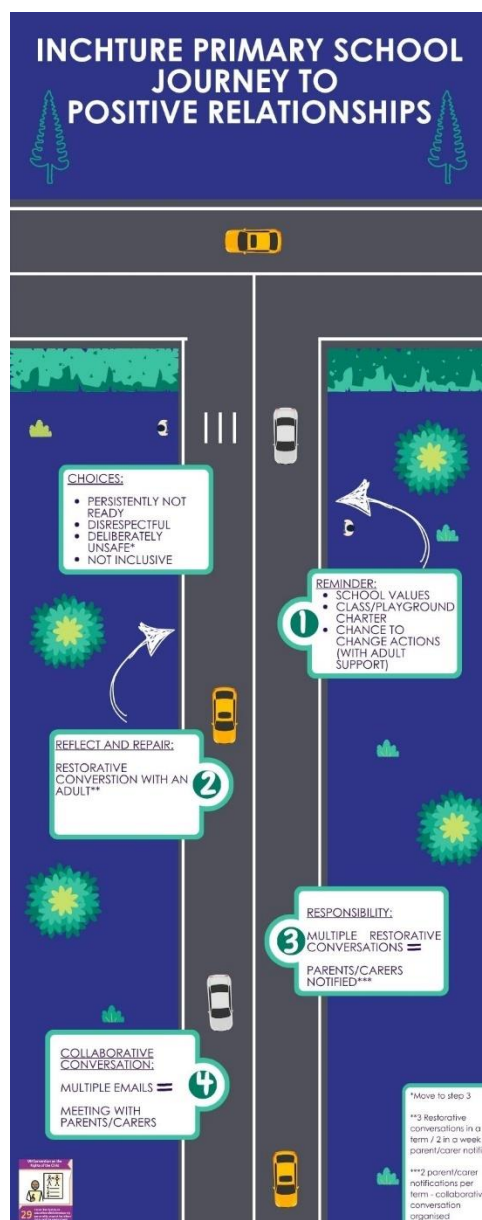 INCHTURE PRIMARY SCHOOL
JOURNEY TO
POSITIVE RELATIONSHIPS
CHOICES:
• PERSISTENTLY NOT
READY
• DISRESPECTFUL
• DELIBERATELY
UNSAFE*
• NOT INCLUSIVE
1
REMINDER:
• SCHOOL VALUES
• CLASS/PLAYGROUND
CHARTER
• CHANCE TO
CHANGE ACTIONS
(WITH ADULT
SUPPORT)
REFLECT AND REPAIR:
RESTORATIVE
CONVERSTION WITH AN
ADULT**
2
RESPONSIBILITY:
3
MULTIPLE RESTORATIVE
CONVERSATIONS =
PARENTS/CARERS
NOTIFIED***
COLLABORATIVE
CONVERSATION:
MULTIPLE EMAILS =
MEETING WITH
PARENTS/CARERS
4
*Move to step 3
**3 Restorative
conversations in a
term / 2 in a week
parent/carer notifi
***2 parent/carer
notifications per
term - collaborativ
conversation
organised
29